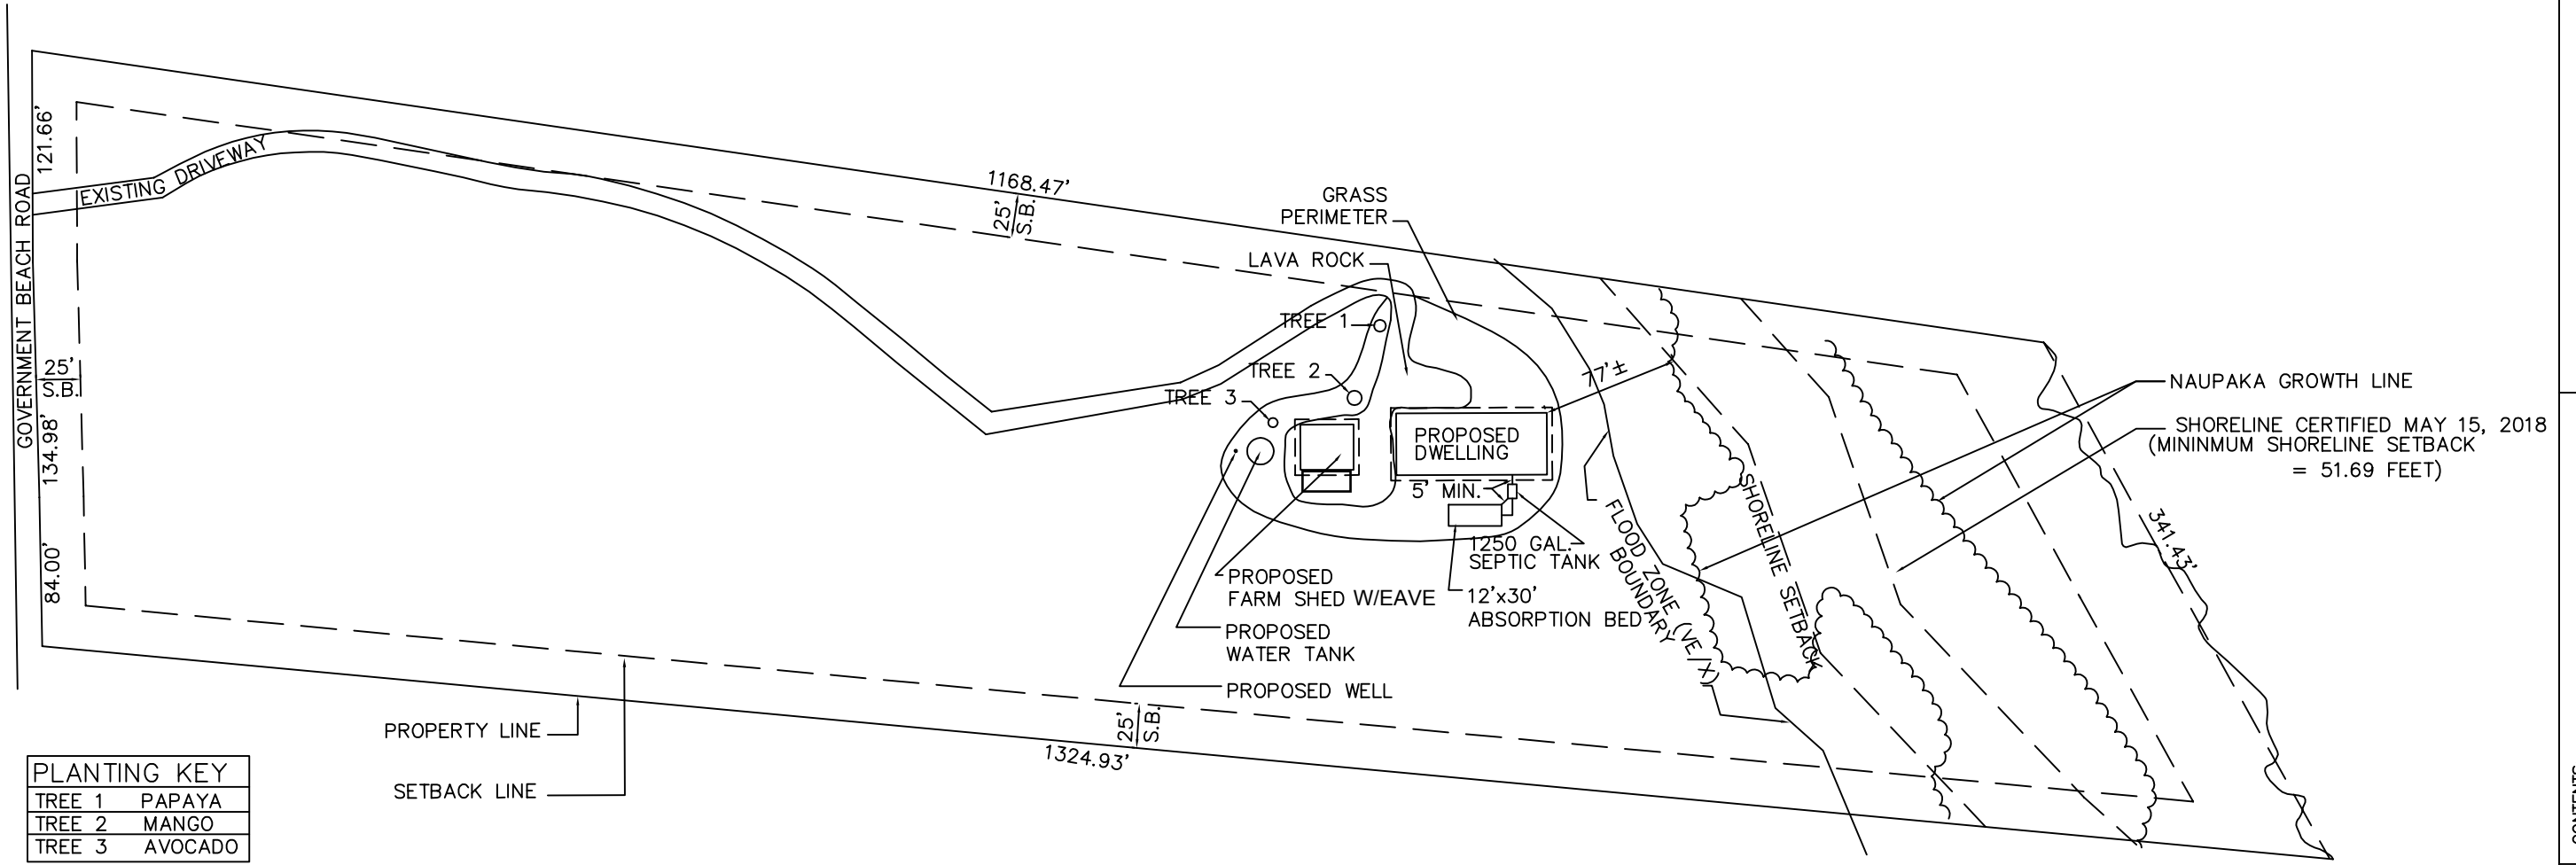 121.66'
GOVERNMENT BEACH ROAD
EXISTING DRIVEWAY
25'
S.B.
134.98'
84.00'
1168.47'
25'
S.B.
GRASS
PERIMETER
LAVA ROCK
TREE 1
TREE 2
TREE 3
77'±
PROPOSED
DWELLING
5' MIN.
1250 GAL.
SEPTIC TANK
12'x30'
ABSORPTION BED
PROPOSED
FARM SHED W/EAVE
PROPOSED
WATER TANK
PROPOSED WELL
FLOOD ZONE (VE/X)
BOUNDARY
SHORELINE SETBACK
NAUPAKA GROWTH LINE
SHORELINE CERTIFIED MAY 15, 2018
(MININMUM SHORELINE SETBACK
= 51.69 FEET)
341.43'
25'
S.B.
1324.93'
PROPERTY LINE
SETBACK LINE
PLANTING KEY
TREE 1 PAPAYA
TREE 2 MANGO
TREE 3 AVOCADO